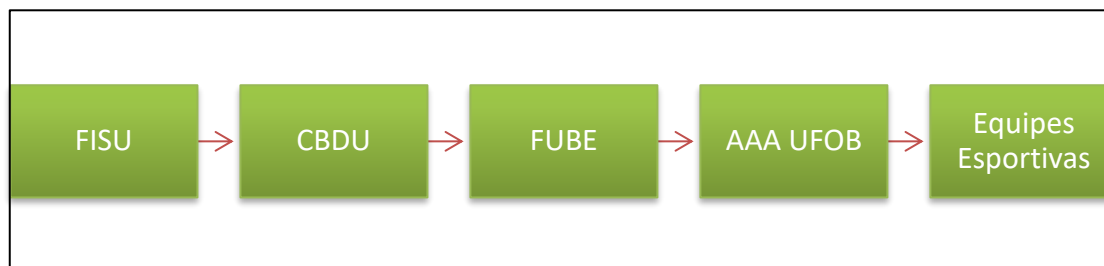 FISU
CBDU
FUBE
AAA UFOB
Equipes
Esportivas